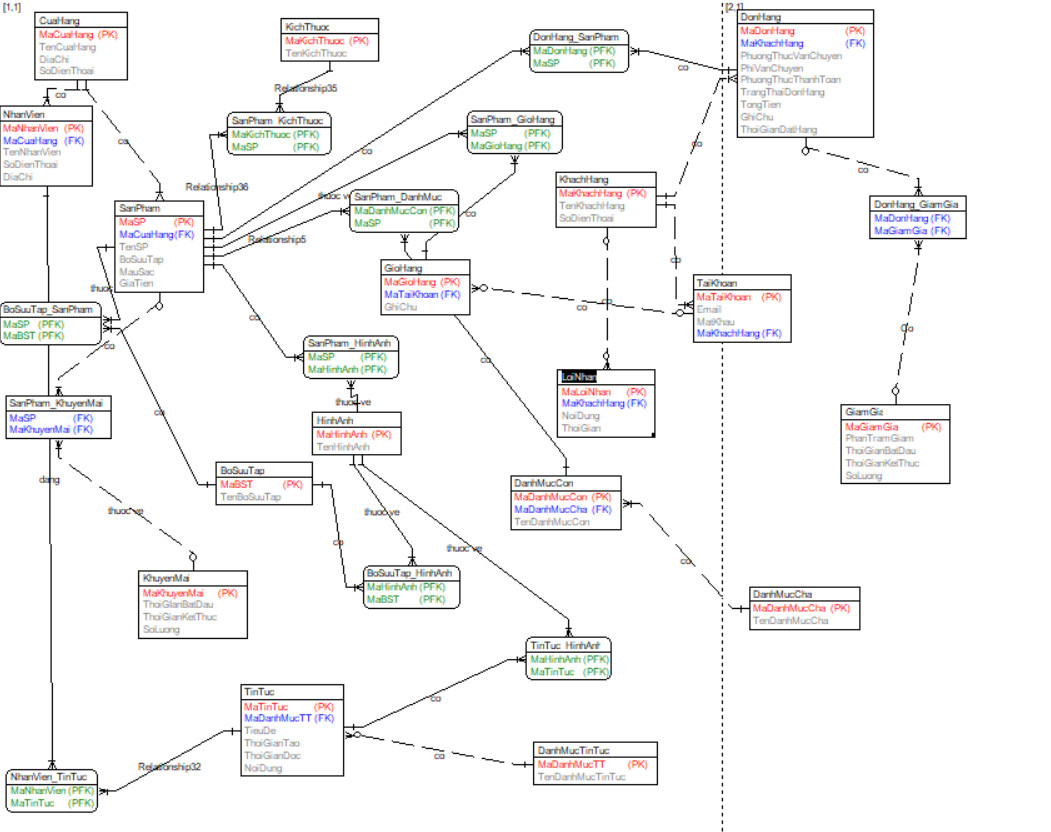 [1,1]
[2,1]
CuaHang
MaCuaHang (PK)
TenCuaHang
DiaChi
SoDienThoai
KichThuoc
MaKichThuoc (PK)
TenKichThuoc
DonHang_SanPham
MaDonHang (PFK)
MaSP (PFK)
DonHang
MaDonHang (PK)
MaKhachHang (FK)
PhuongThucVanChuyen
PhiVanChuyen
PhuongThucThanhToan
TrangThaiDonHang
TongTien
GhiChu
ThoiGianDatHang
co
co
Relationship35
NhanVien
MaNhanVien (PK)
MaCuaHang (FK)
TenNhanVien
SoDienThoai
DiaChi
SanPham_KichThuoc
MaKichThuoc (PFK)
MaSP (PFK)
SanPham_GioHang
MaSP (PFK)
MaGioHang (PFK)
co
co
co
co
Relationship36
thuoc ve
SanPham_DanhMuc
MaDanhMucCon (PFK)
MaSP (PFK)
co
KhachHang
MaKhachHang (PK)
TenKhachHang
SoDienThoai
DonHang_GiamGia
MaDonHang (FK)
MaGiamGia (FK)
SanPham
MaSP (PK)
MaCuaHang (FK)
TenSP
BoSuuTap
MauSac
GiaTien
Relationship5
GioHang
MaGioHang (PK)
MaTaiKhoan (FK)
GhiChu
co
TaiKhoan
MaTaiKhoan (PK)
Email
MatKhau
MaKhachHang (FK)
thuoc
BoSuuTap_SanPham
MaSP (PFK)
MaBST (PFK)
co
co
co
co
Co
SanPham_HinhAnh
MaSP (PFK)
MaHinhAnh (PFK)
co
co
LoiNhan
MaLoiNhan (PK)
MaKhachHang (FK)
NoiDung
ThoiGian
SanPham_KhuyenMai
MaSP (FK)
MaKhuyenMai (FK)
thuoc ve
co
HinhAnh
MaHinhAnh (PK)
TenHinhAnh
GiamGia
MaGiamGia (PK)
PhanTramGiam
ThoiGianBatDau
ThoiGianKetThuc
SoLuong
dang
BoSuuTap
MaBST (PK)
TenBoSuuTap
DanhMucCon
MaDanhMucCon (PK)
MaDanhMucCha (FK)
TenDanhMucCon
thuoc ve
thuoc ve
co
thuoc ve
co
KhuyenMai
MaKhuyenMai (PK)
ThoiGIanBatDau
ThoiGianKetThuc
SoLuong
BoSuuTap_HinhAnh
MaHinhAnh (PFK)
MaBST (PFK)
DanhMucCha
MaDanhMucCha (PK)
TenDanhMucCha
TinTuc_HinhAnh
MaHinhAnh (PFK)
MaTinTuc (PFK)
TinTuc
MaTinTuc (PK)
MaDanhMucTT (FK)
TieuDe
ThoiGianTao
ThoiGianDoc
NoiDung
co
co
DanhMucTinTuc
MaDanhMucTT (PK)
TenDanhMucTinTuc
Relationship32
NhanVien_TinTuc
MaNhanVien (PFK)
MaTinTuc (PFK)